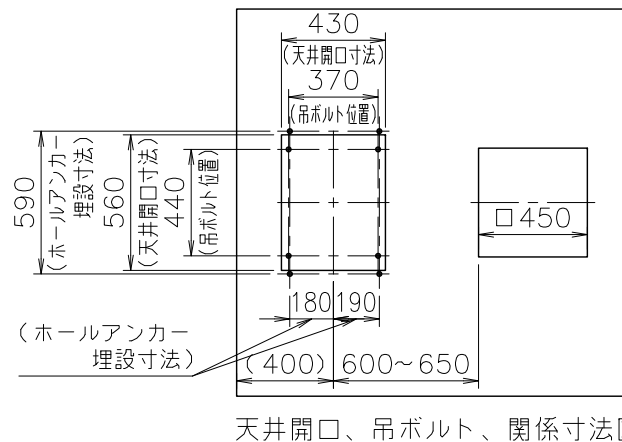 430
(天井開口寸法)
370
(吊ボルト位置)
590
(ホールアンカー
埋設寸法)
560
(天井開口寸法)
440
(吊ボルト位置)
□450
180
190
(ホールアンカー
埋設寸法)
(400)
600~650
天井開口、吊ボルト、関係寸法